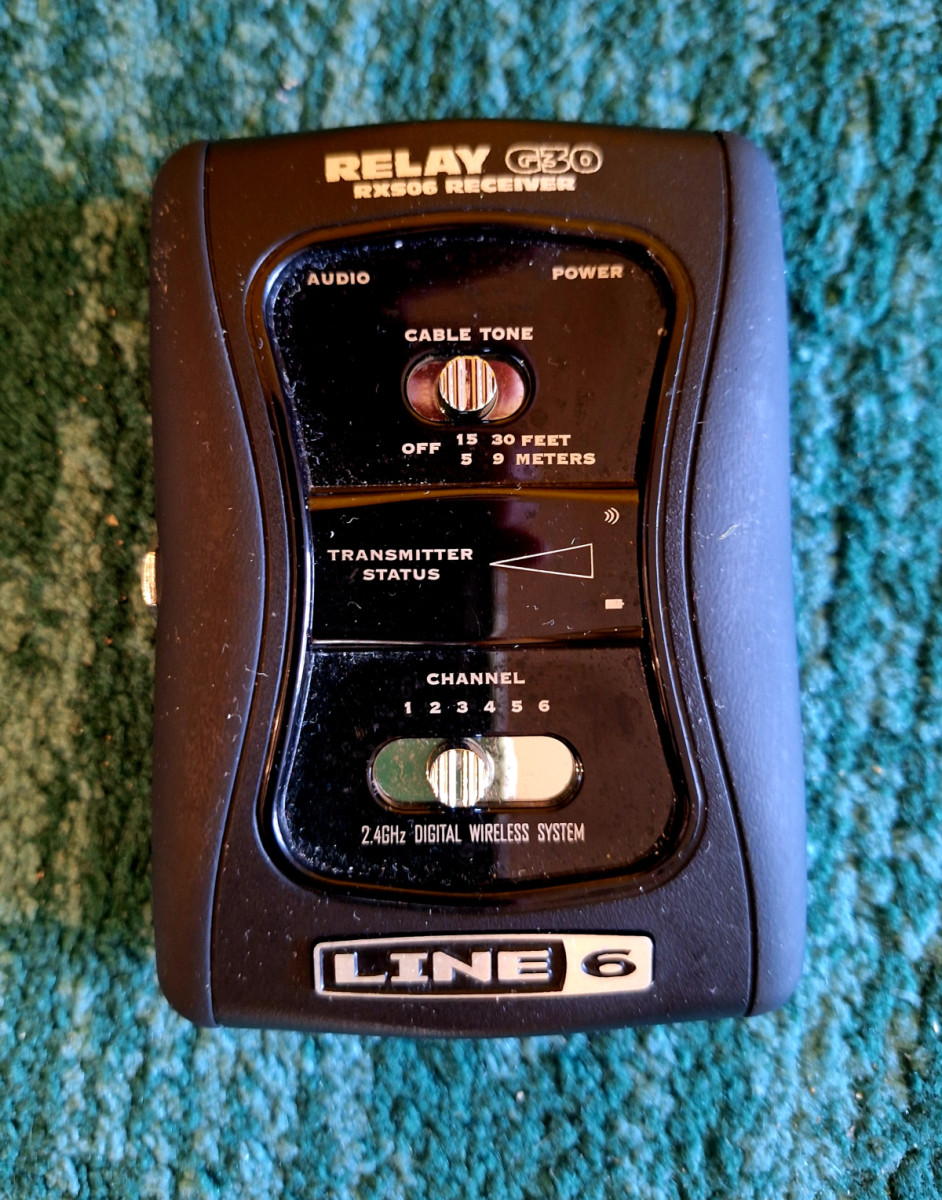 RELAY G30
RXS06 RECEIVER
AUDIO POWER
CABLE TONE
OFF 15 30 FEET
5 9 METERS
TRANSMITTER
STATUS
CHANNEL
1 2 3 4 5 6
2.4GHz DIGITAL WIRELESS SYSTEM
LINE 6